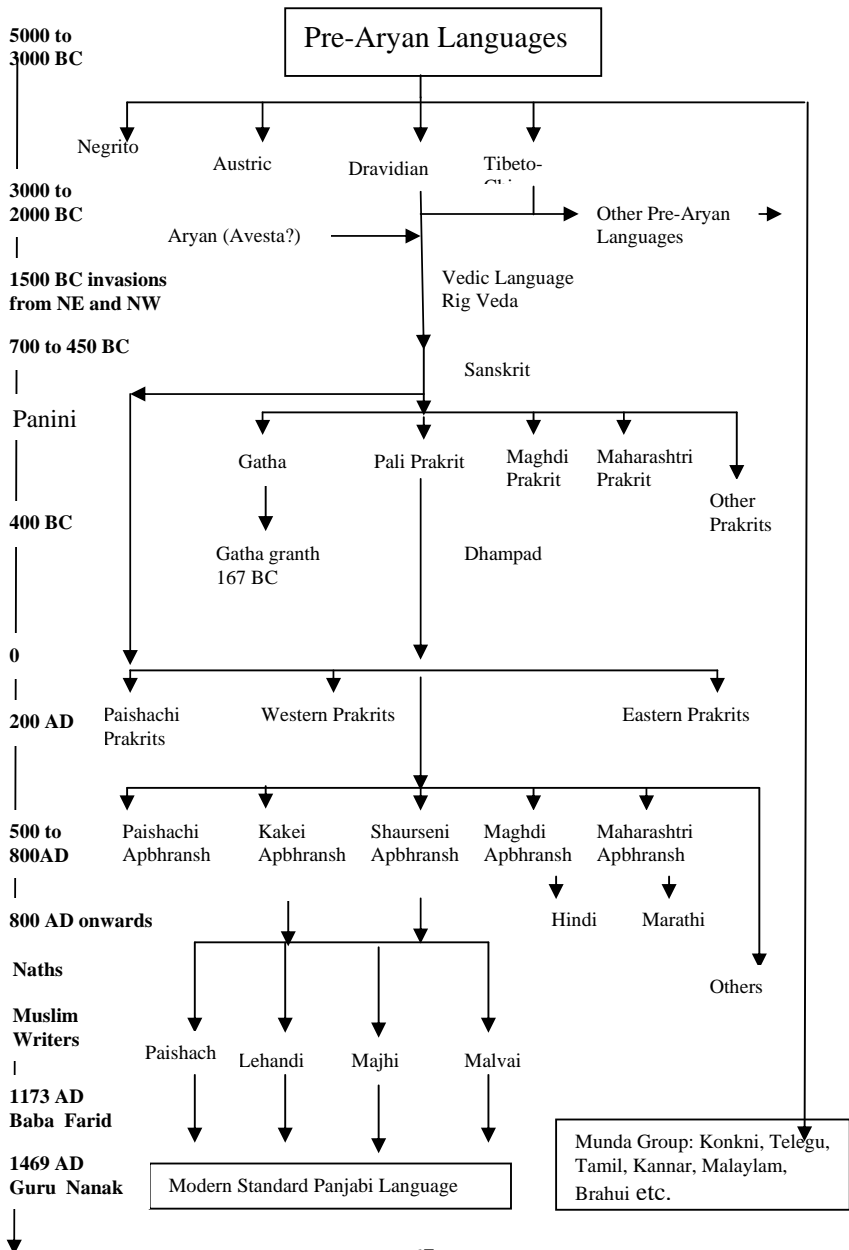 Pre-Aryan Languages
5000 to
3000 BC
Negrito
Austric
Dravidian
Tibeto-
3000 to
2000 BC
Other Pre-Aryan
Languages
Aryan (Avesta?)
1500 BC invasions
from NE and NW
Vedic Language
Rig Veda
700 to 450 BC
Sanskrit
Panini
Gatha
Pali Prakrit
Maghdi
Prakrit
Maharashtri
Prakrit
Other
Prakrits
400 BC
Gatha granth
167 BC
Dhampad
0
200 AD
Paishachi
Prakrits
Western Prakrits
Eastern Prakrits
500 to
800AD
Paishachi
Apbhransh
Kakei
Apbhransh
Shaurseni
Apbhransh
Maghdi
Apbhransh
Maharashtri
Apbhransh
800 AD onwards
Hindi
Marathi
Naths
Others
Muslim
Writers
Paishach
Lehandi
Majhi
Malvai
1173 AD
Baba Farid
1469 AD
Guru Nanak
Modern Standard Panjabi Language
Munda Group: Konkni, Telegu,
Tamil, Kannar, Malaylam,
Brahui etc.